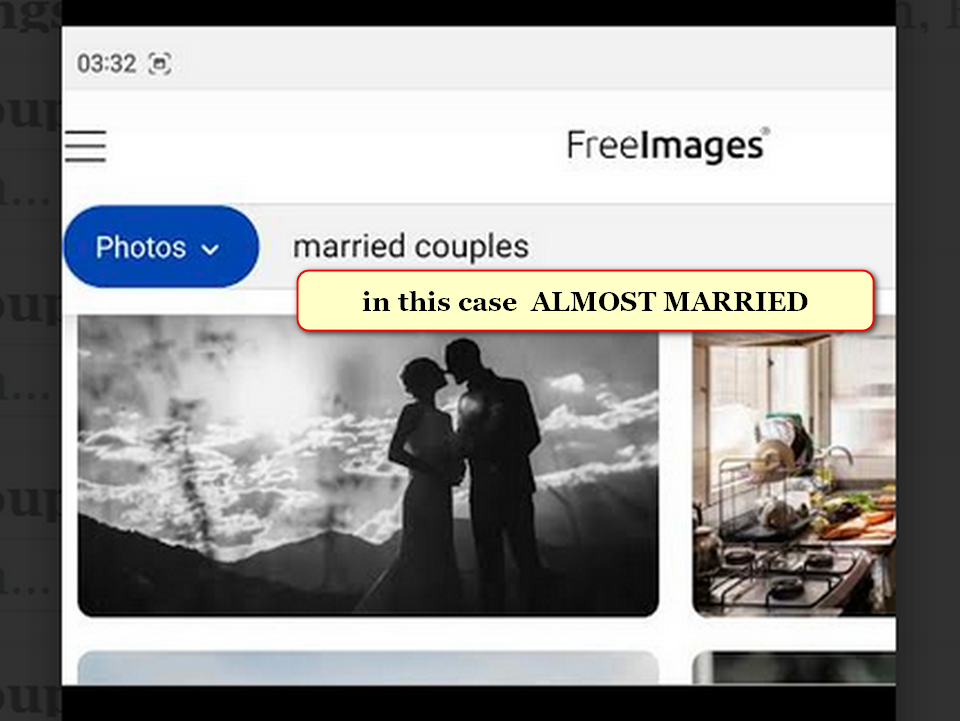 03:32
FreeImages®
Photos
married couples
in this case ALMOST MARRIED